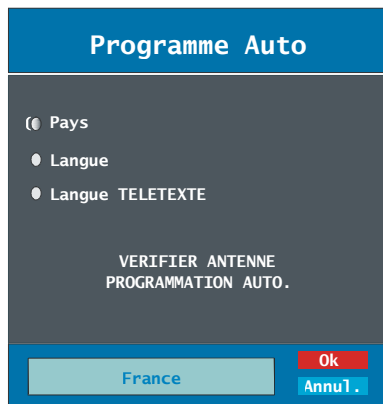 Programme Auto
Pays
Langue
Langue TELETEXTE
VERIFIER ANTENNE
PROGRAMMATION AUTO.
France
Ok
Annul.